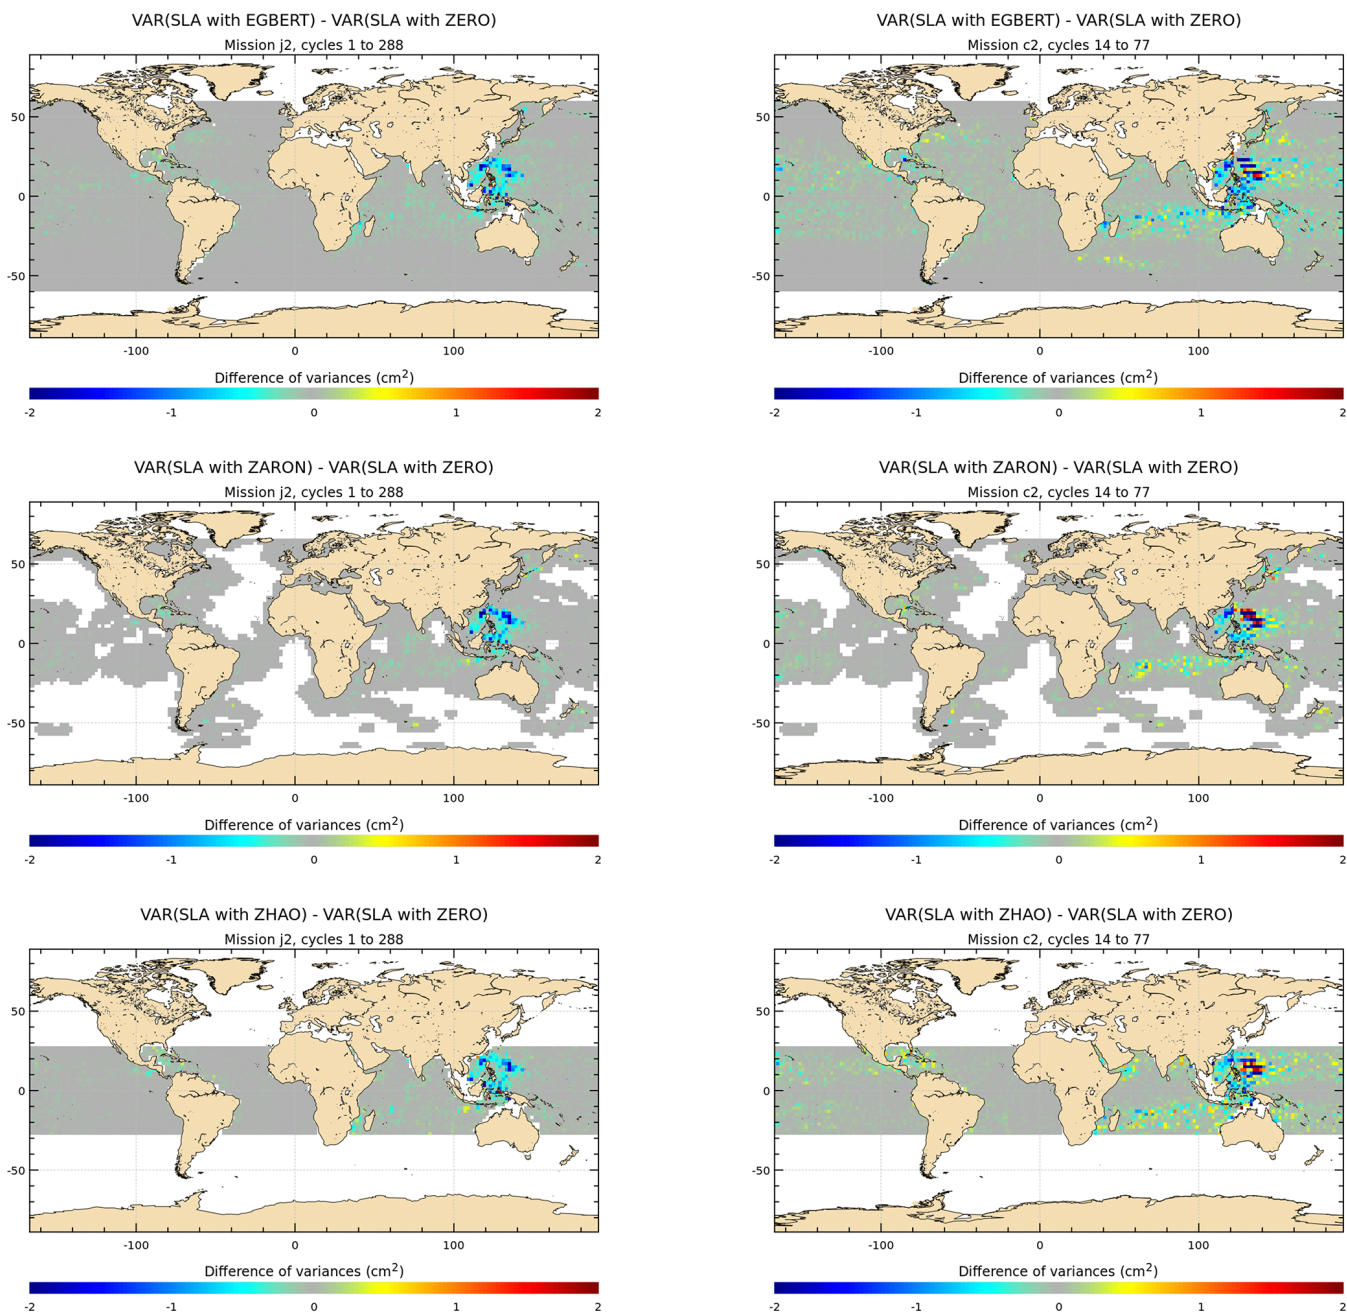 VAR(SLA with EGBERT) - VAR(SLA with ZERO)
Mission j2, cycles 1 to 288
50
0
-50
-100 0 100
Difference of variances (cm²)
-2 -1 0 1 2
VAR(SLA with EGBERT) - VAR(SLA with ZERO)
Mission c2, cycles 14 to 77
50
0
-50
-100 0 100
Difference of variances (cm²)
-2 -1 0 1 2
VAR(SLA with ZARON) - VAR(SLA with ZERO)
Mission j2, cycles 1 to 288
50
0
-50
-100 0 100
Difference of variances (cm²)
-2 -1 0 1 2
VAR(SLA with ZARON) - VAR(SLA with ZERO)
Mission c2, cycles 14 to 77
50
0
-50
-100 0 100
Difference of variances (cm²)
-2 -1 0 1 2
VAR(SLA with ZHAO) - VAR(SLA with ZERO)
Mission j2, cycles 1 to 288
50
0
-50
-100 0 100
Difference of variances (cm²)
-2 -1 0 1 2
VAR(SLA with ZHAO) - VAR(SLA with ZERO)
Mission c2, cycles 14 to 77
50
0
-50
-100 0 100
Difference of variances (cm²)
-2 -1 0 1 2